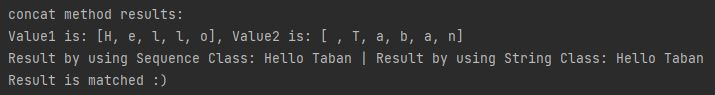 concat method results:
Value1 is: [H, e, l, l, o], Value2 is: [ , T, a, b, a, n]
Result by using Sequence Class: Hello Taban | Result by using String Class: Hello Taban
Result is matched :)